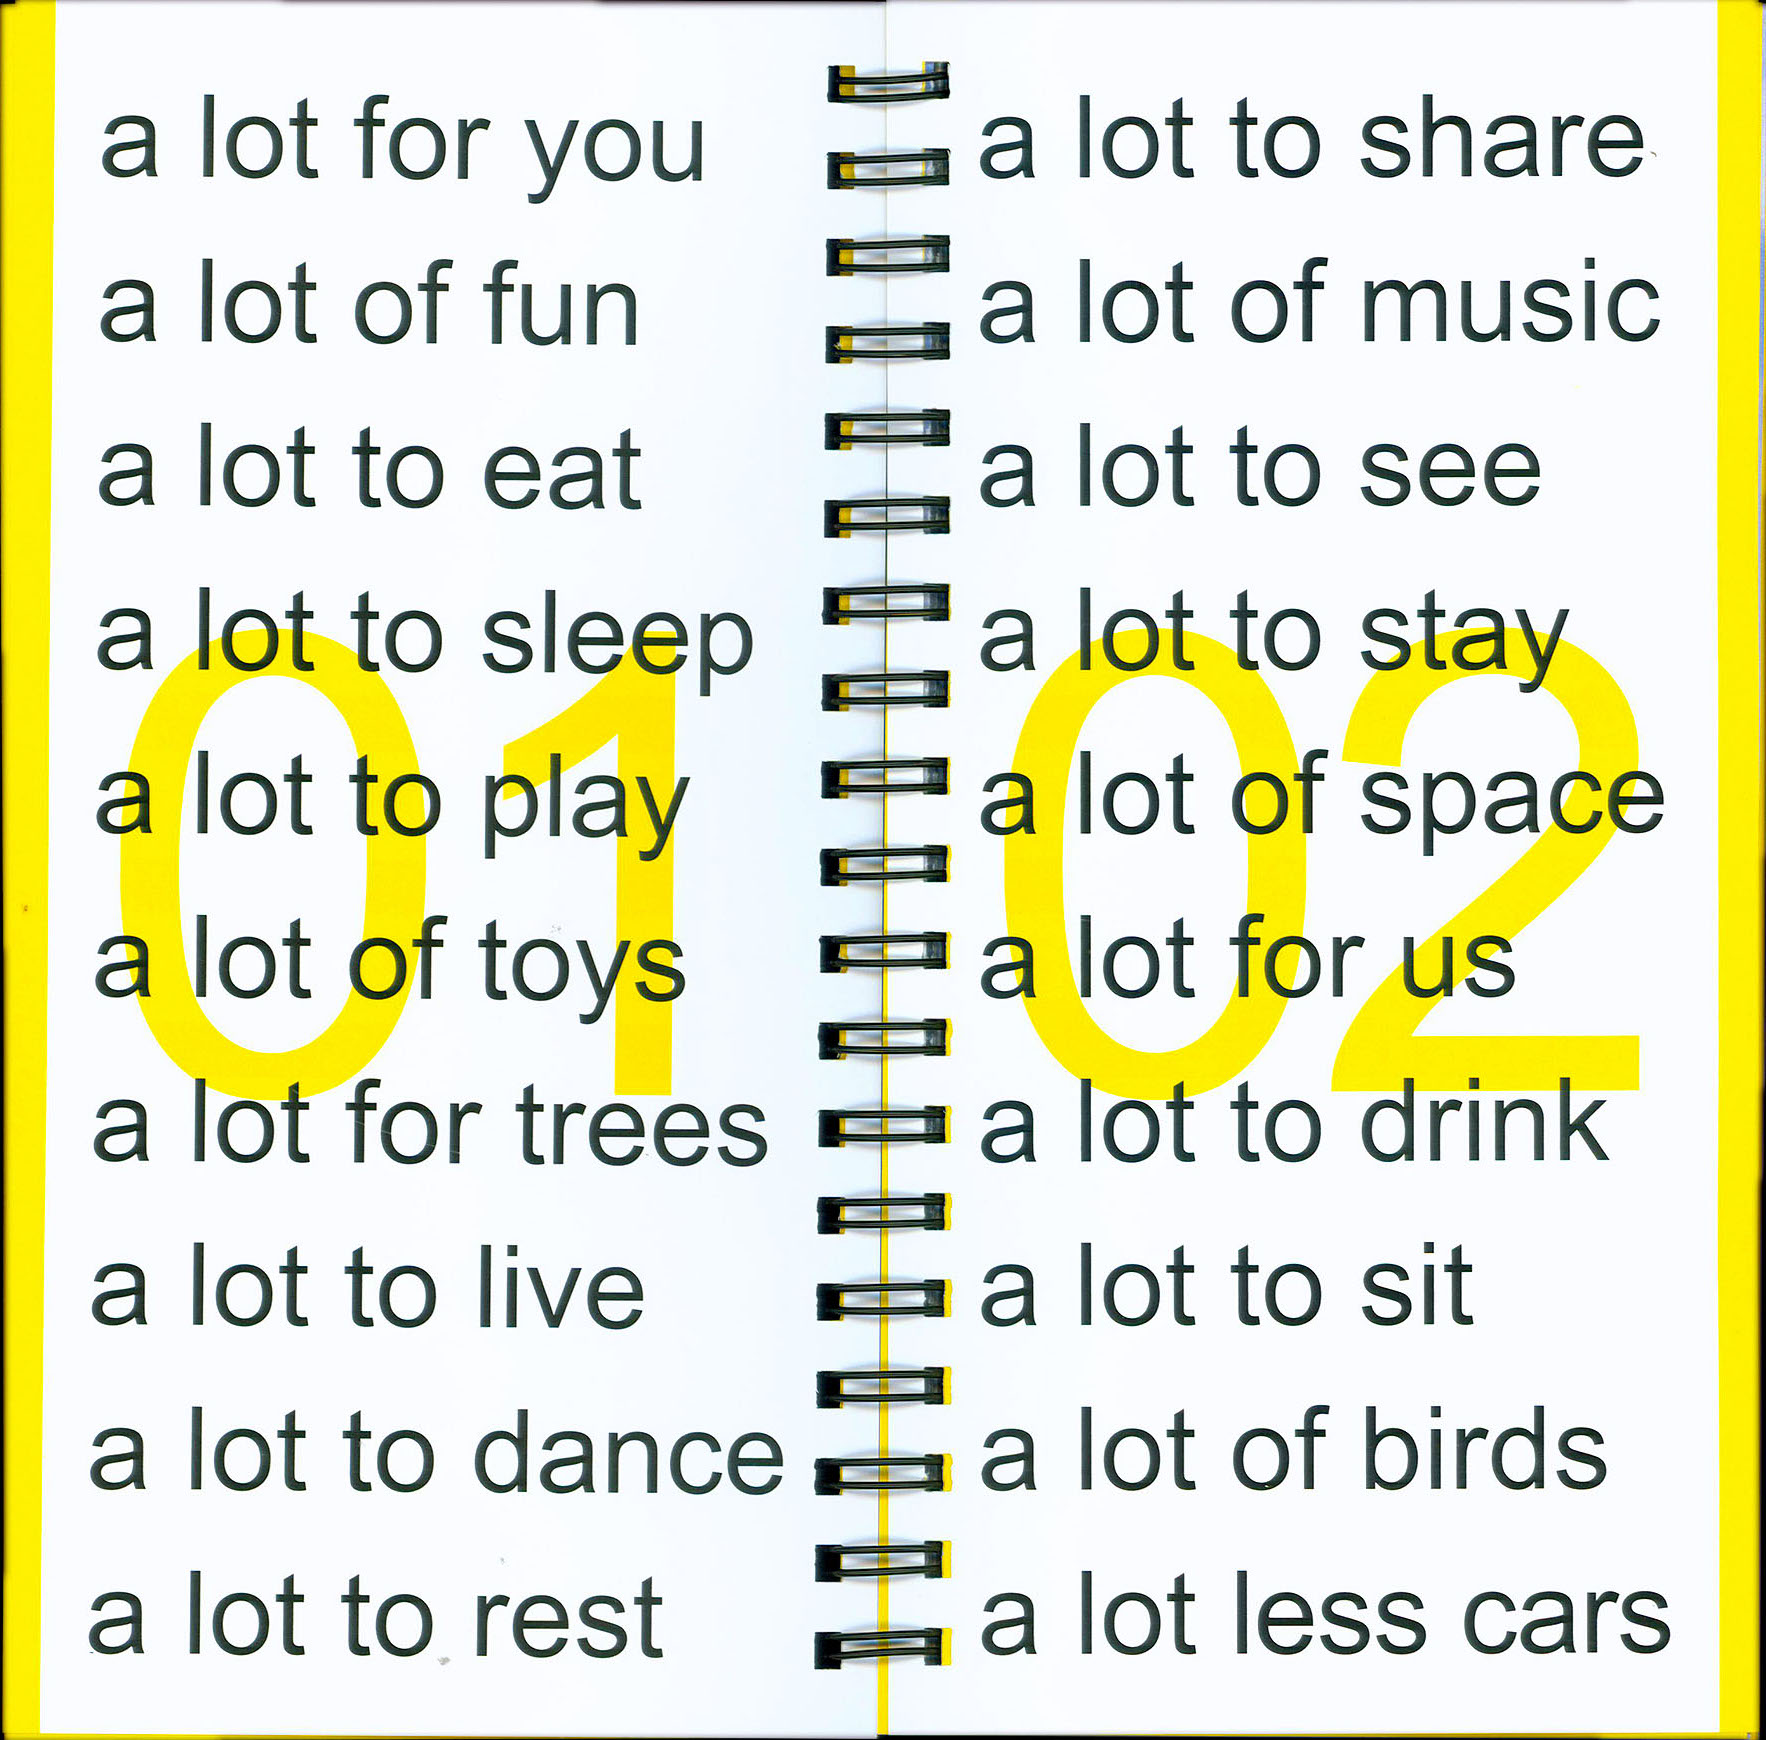 a lot for you
a lot of fun
a lot to eat
a lot to sleep
a lot to play
a lot of toys
a lot for trees
a lot to live
a lot to dance
a lot to rest
01
a lot to share
a lot of music
a lot to see
a lot to stay
a lot of space
a lot for us
a lot to drink
a lot to sit
a lot of birds
a lot less cars
02